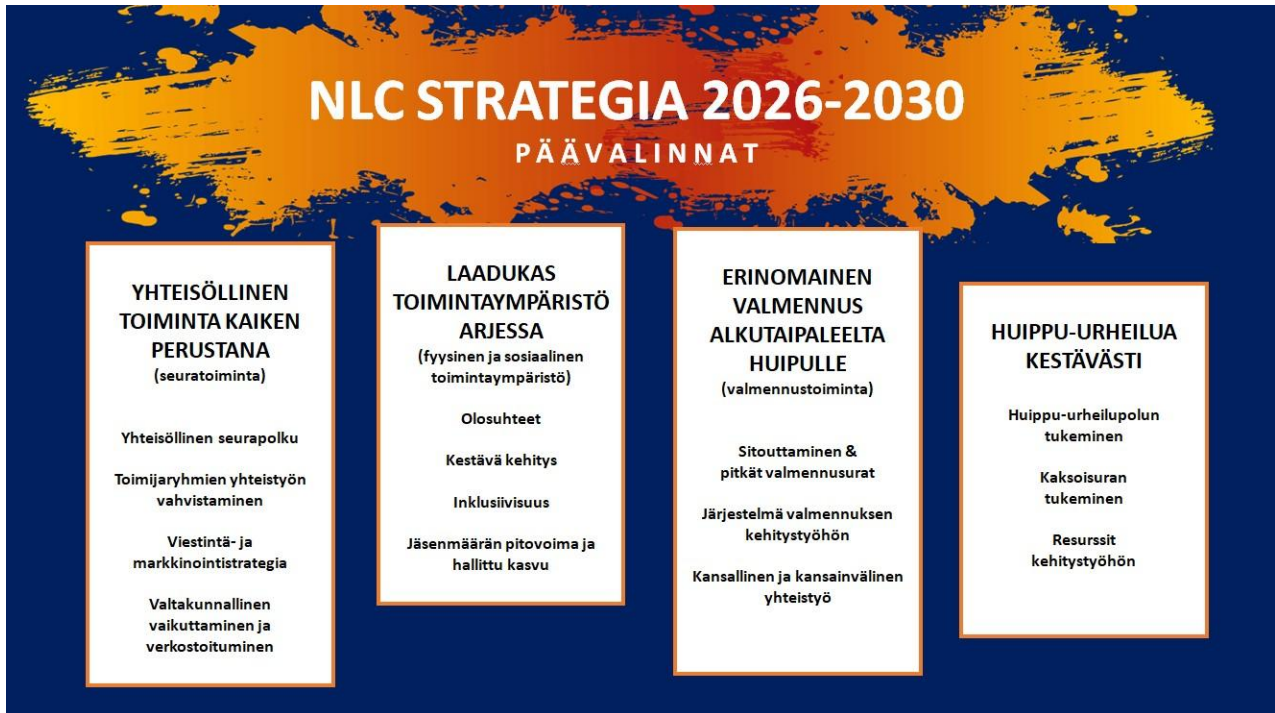 NLC STRATEGIA 2026-2030
PÄÄVALINNAT
YHTEISÖLLINEN
TOIMINTA KAIKEN
PERUSTANA
(seuratoiminta)
Yhteisöllinen seurapolku
Toimijaryhmien yhteistyön
vahvistaminen
Viestintä- ja
markkinointistrategia
Valtakunnallinen
vaikuttaminen ja
verkostoituminen
LAADUKAS
TOIMINTAYMPÄRISTÖ
ARJESSA
(fyysinen ja sosiaalinen
toimintaympäristö)
Olosuhteet
Kestävä kehitys
Inklusiivisuus
Jäsenmäärän pitovoima ja
hallittu kasvu
ERINOMAINEN
VALMENNUS
ALKUTAIPALEELTA
HUIPULLE
(valmennustoiminta)
Sitouttaminen &
pitkät valmennusurat
Järjestelmä valmennuksen
kehitystyöhön
Kansallinen ja kansainvälinen
yhteistyö
HUIPPU-URHEILUA
KESTÄVÄSTI
Huippu-urheilupolun
tukeminen
Kaksoisuran
tukeminen
Resurssit
kehitystyöhön